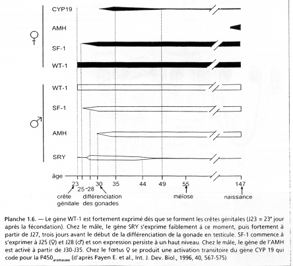 CYP19
AMH
SF-1
WT-1
♀
♂
WT-1
SF-1
AMH
SRY
âge
23 25-28 30 35 44 49 55 147
crête génitale
différenciation des gonades
méïose
naissance
Planche 1.6. — Le gène WT-1 est fortement exprimé dès que se forment les crêtes génitales (J23 = 23e jour
après la fécondation). Chez le mâle, le gène SRY s'exprime faiblement à ce moment, puis fortement à
partir de J27, trois jours avant le début de la différenciation de la gonade en testicule. SF-1 commence à
s'exprimer à J25 (♀) et J28 (♂) et son expression persiste à un haut niveau. Chez le mâle, le gène de l'AMH
est activé à partir de J30-J35. Chez le fœtus ♀ se produit une activation transitoire du gène CYP 19 qui
code pour la P450aromatase (d'après Payen E. et al., Int. J. Dev. Biol., 1996, 40, 567-575)